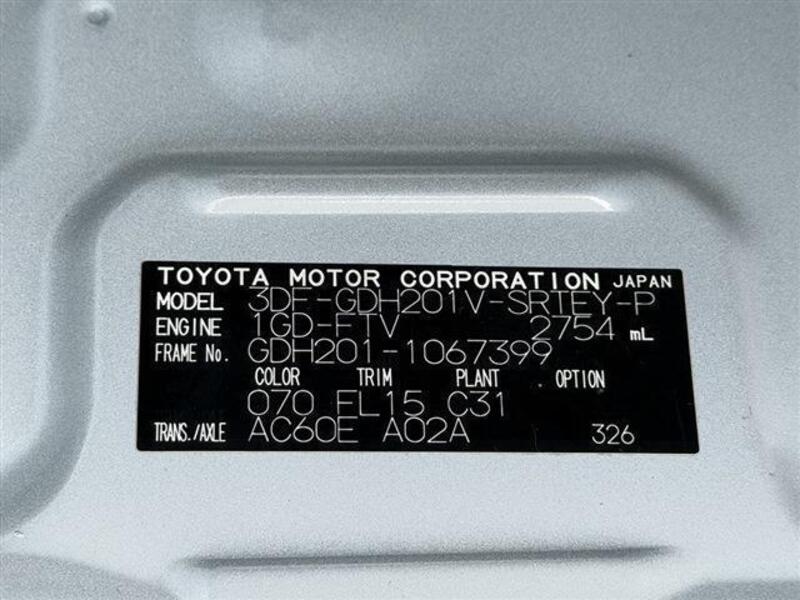 TOYOTA MOTOR CORPORATION JAPAN
MODEL 3DF-GDH201V-SRTEY-P
ENGINE 1GD-FTV 2754 mL
FRAME No. GDH201-1067399
COLOR TRIM PLANT OPTION
070 FL15 C31
TRANS./AXLE AC60E A02A 326